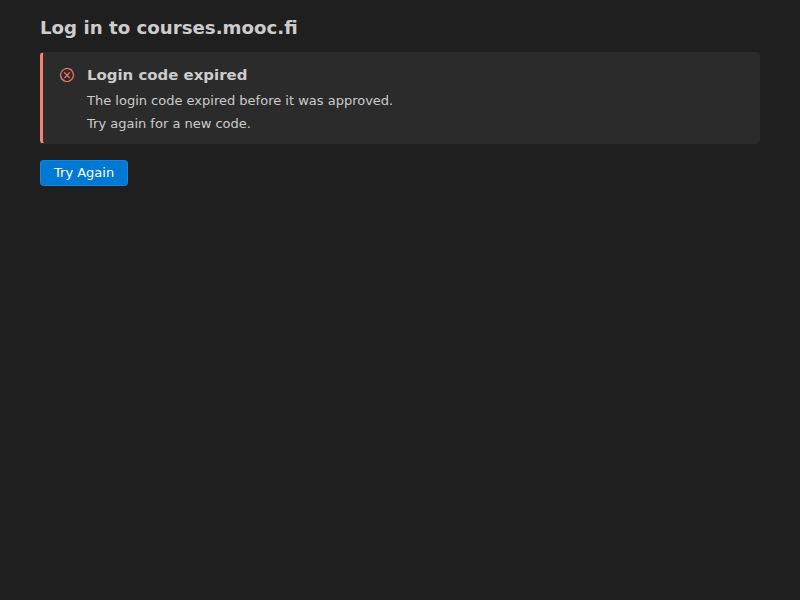 Log in to courses.mooc.fi
Login code expired
The login code expired before it was approved.
Try again for a new code.
Try Again